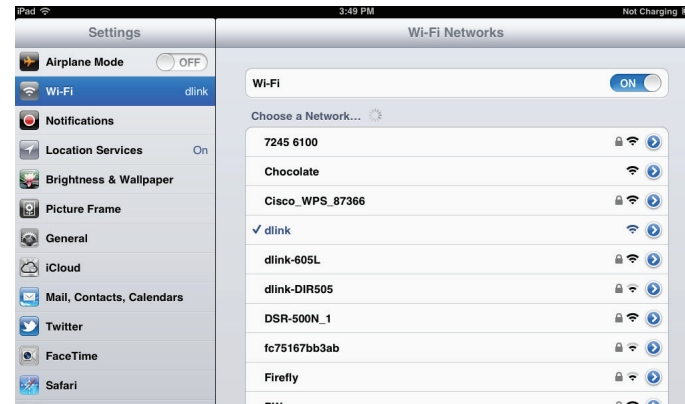 iPad 3:49 PM Not Charging
Settings
Airplane Mode OFF
Wi-Fi dlink
Notifications
Location Services On
Brightness & Wallpaper
Picture Frame
General
iCloud
Mail, Contacts, Calendars
Twitter
FaceTime
Safari
Wi-Fi Networks
Wi-Fi ON
Choose a Network...
7245 6100
Chocolate
Cisco_WPS_87366
✓ dlink
dlink-605L
dlink-DIR505
DSR-500N_1
fc75167bb3ab
Firefly